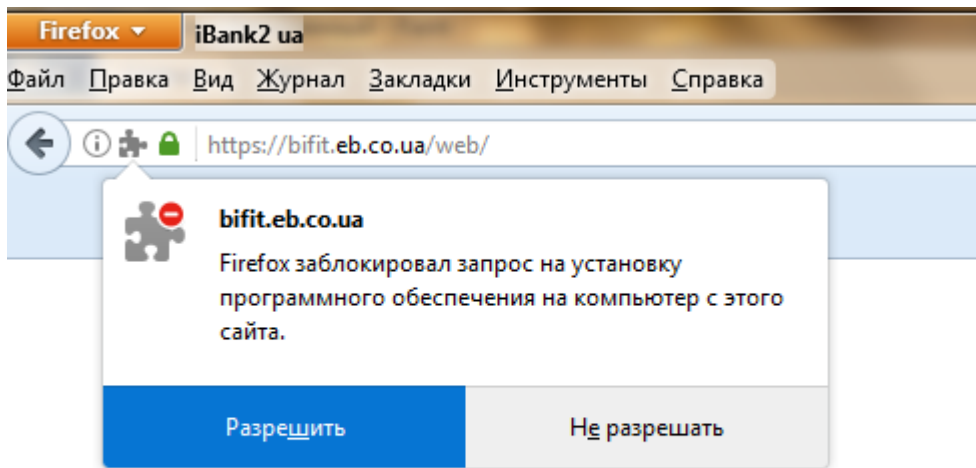 Firefox iBank2 ua
Файл Правка Вид Журнал Закладки Инструменты Справка
https://bifit.eb.co.ua/web/
bifit.eb.co.ua
Firefox заблокировал запрос на установку
программного обеспечения на компьютер с этого
сайта.
Разрешить Не разрешать